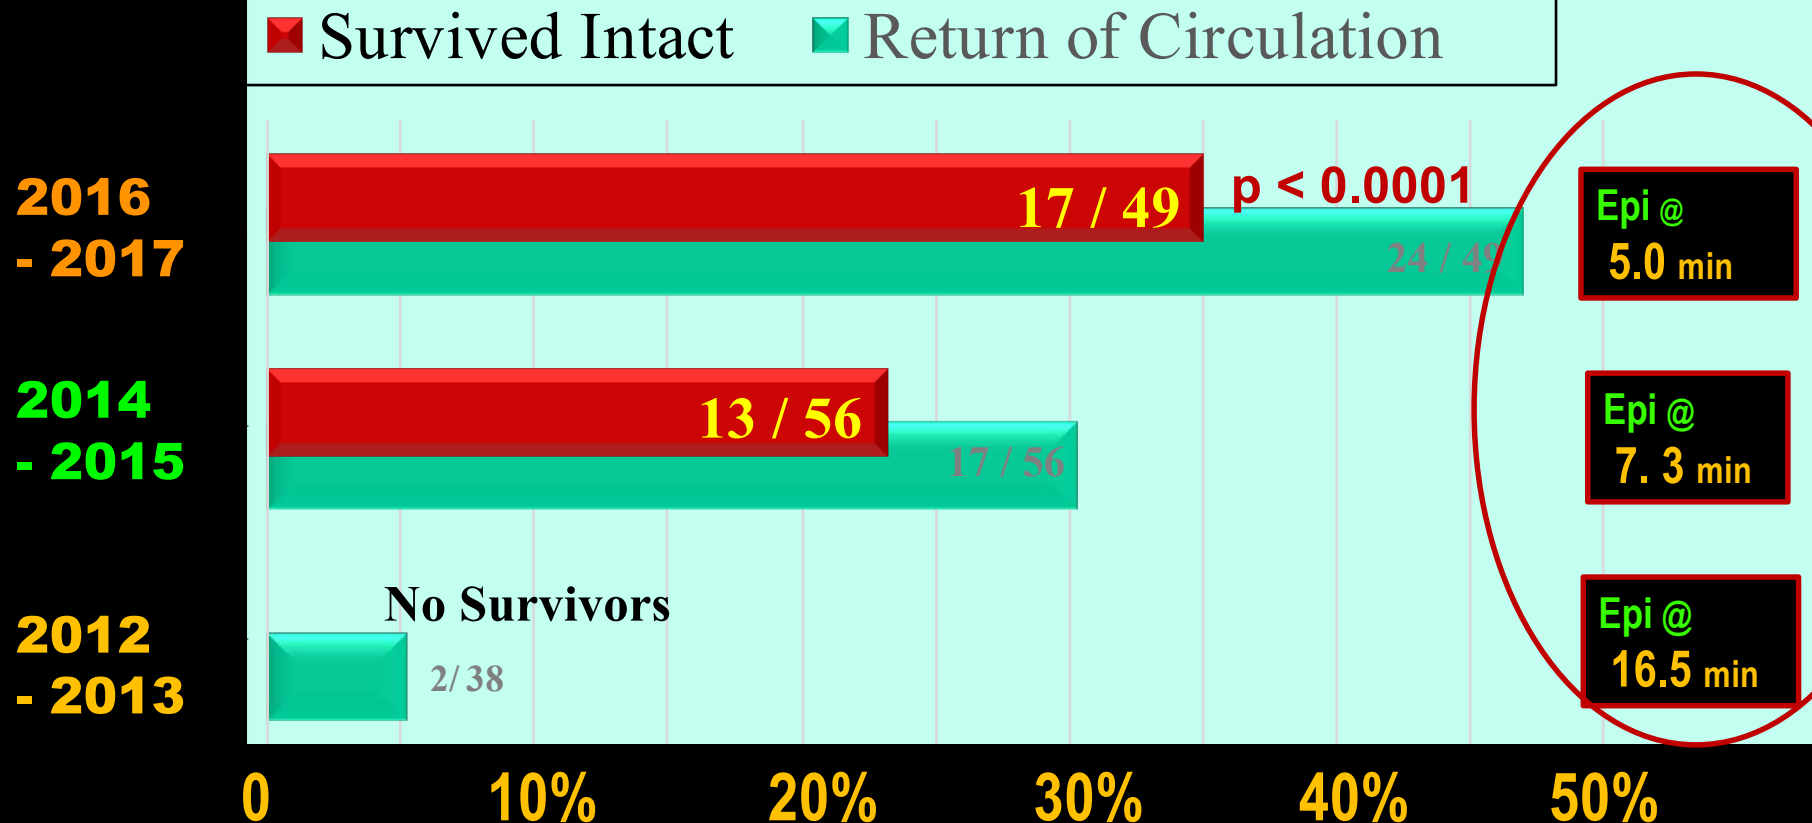 Survived Intact Return of Circulation
2016
- 2017
17 / 49
p < 0.0001
24 / 49
Epi @
5.0 min
2014
- 2015
13 / 56
17 / 56
Epi @
7. 3 min
2012
- 2013
No Survivors
2/ 38
Epi @
16.5 min
0 10% 20% 30% 40% 50%